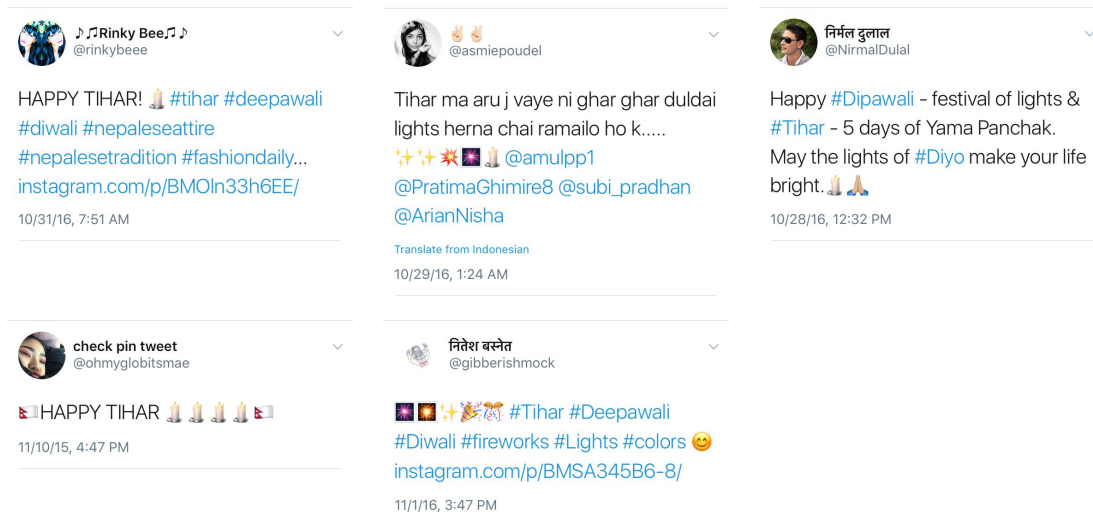 ♪♫Rinky Bee♫♪
@rinkybeee
HAPPY TIHAR! 🕯️ #tihar #deepawali
#diwali #nepaleseattire
#nepalesetradition #fashiondaily...
instagram.com/p/BMOln33h6EE/
10/31/16, 7:51 AM
✌🏻✌🏻
@asmiepoudel
Tihar ma aru j vaye ni ghar ghar duldai
lights herna chai ramailo ho k.....
✨✨💥🎆🕯️@amulpp1
@PratimaGhimire8 @subi_pradhan
@ArianNisha
Translate from Indonesian
10/29/16, 1:24 AM
निर्मल दुलाल
@NirmalDulal
Happy #Dipawali - festival of lights &
#Tihar - 5 days of Yama Panchak.
May the lights of #Diyo make your life
bright.🕯️🙏🏼
10/28/16, 12:32 PM
check pin tweet
@ohmyglobitsmae
🇳🇵HAPPY TIHAR 🕯️🕯️🕯️🕯️🇳🇵
11/10/15, 4:47 PM
नितेश बस्नेत
@gibberishmock
🎆🎇✨🎉🎊 #Tihar #Deepawali
#Diwali #fireworks #Lights #colors 😊
instagram.com/p/BMSA345B6-8/
11/1/16, 3:47 PM